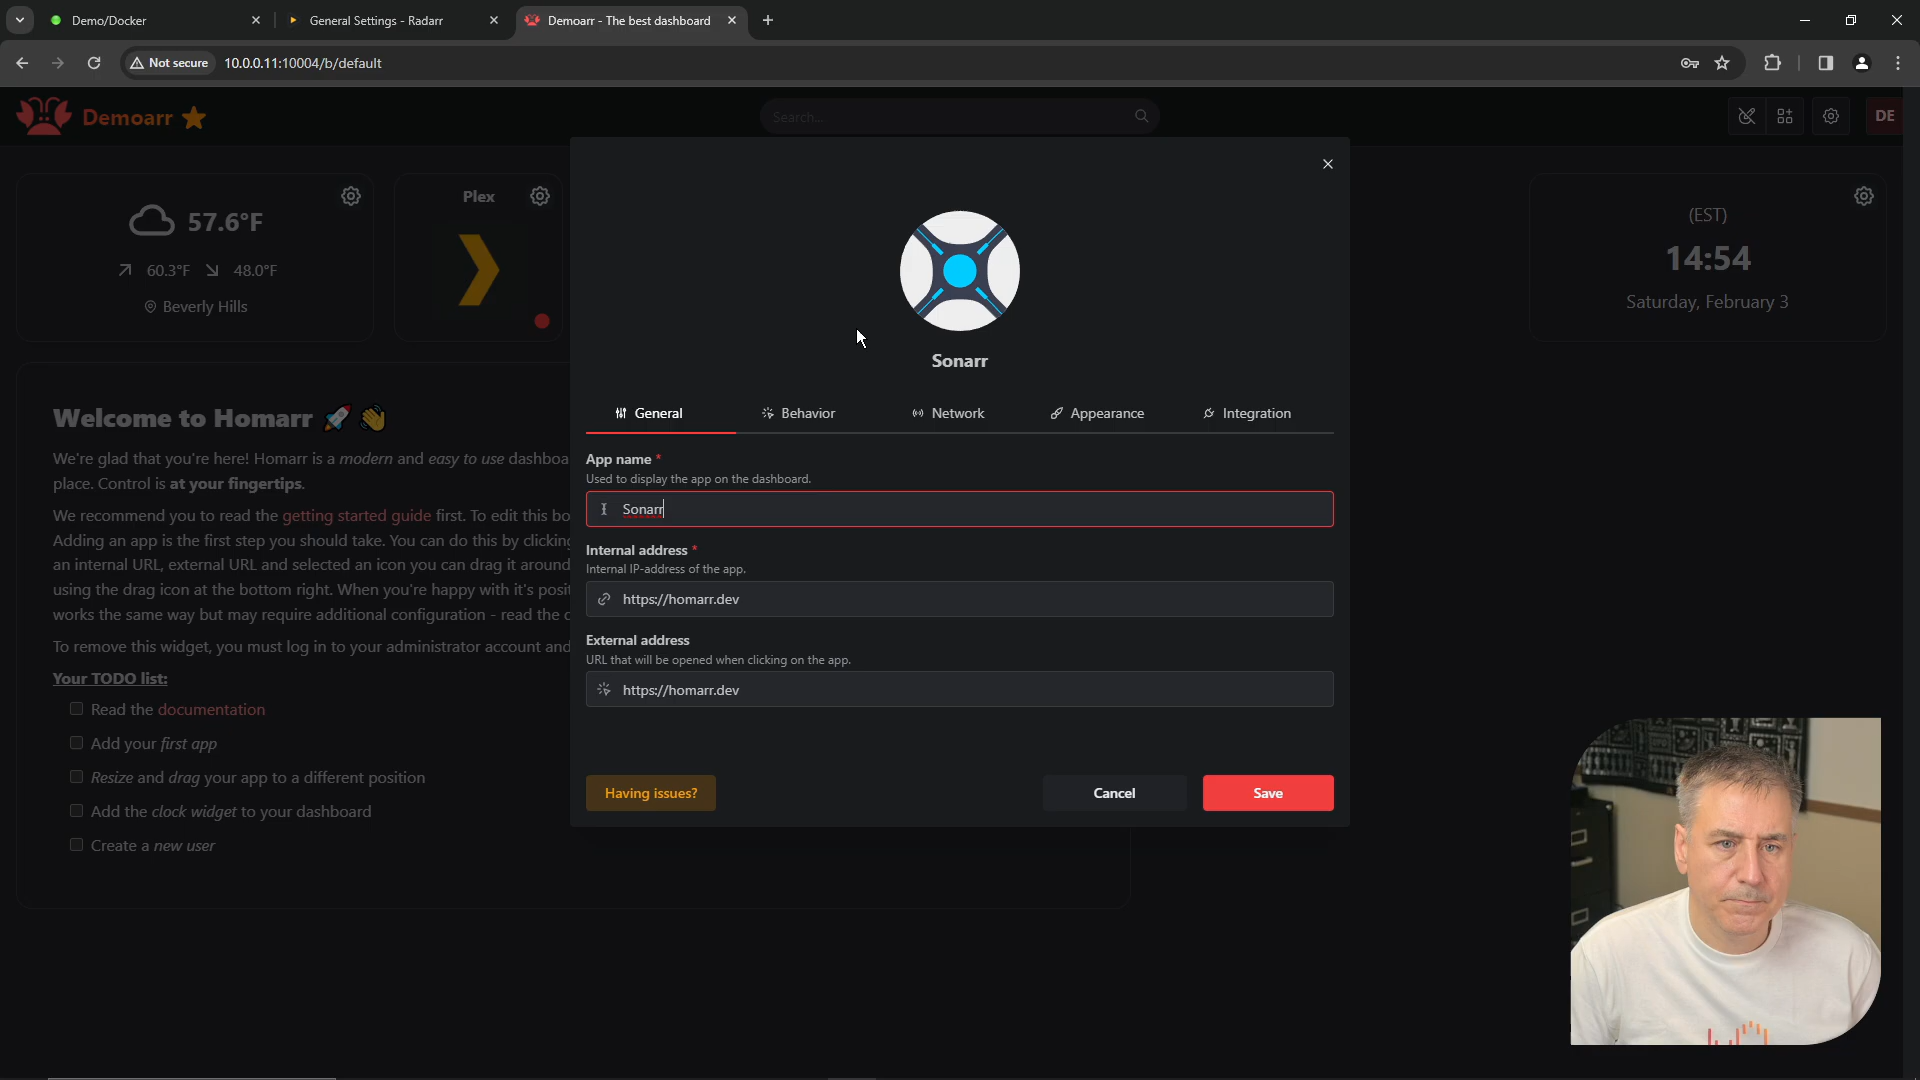 Demo/Docker
General Settings - Radarr
Demoarr - The best dashboard
Not secure
10.0.0.11:10004/b/default
Demoarr
Search...
DE
57.6°F
60.3°F
48.0°F
Beverly Hills
Plex
(EST)
14:54
Saturday, February 3
Welcome to Homarr 🚀 👋
We're glad that you're here! Homarr is a modern and easy to use dashboa
place. Control is at your fingertips.
We recommend you to read the getting started guide first. To edit this bo
Adding an app is the first step you should take. You can do this by clicking
an internal URL, external URL and selected an icon you can drag it around
using the drag icon at the bottom right. When you're happy with it's posit
works the same way but may require additional configuration - read the d
To remove this widget, you must log in to your administrator account and
Your TODO list:
Read the documentation
Add your first app
Resize and drag your app to a different position
Add the clock widget to your dashboard
Create a new user
Sonarr
General
Behavior
Network
Appearance
Integration
App name *
Used to display the app on the dashboard.
Sonarr
Internal address *
Internal IP-address of the app.
https://homarr.dev
External address
URL that will be opened when clicking on the app.
https://homarr.dev
Having issues?
Cancel
Save